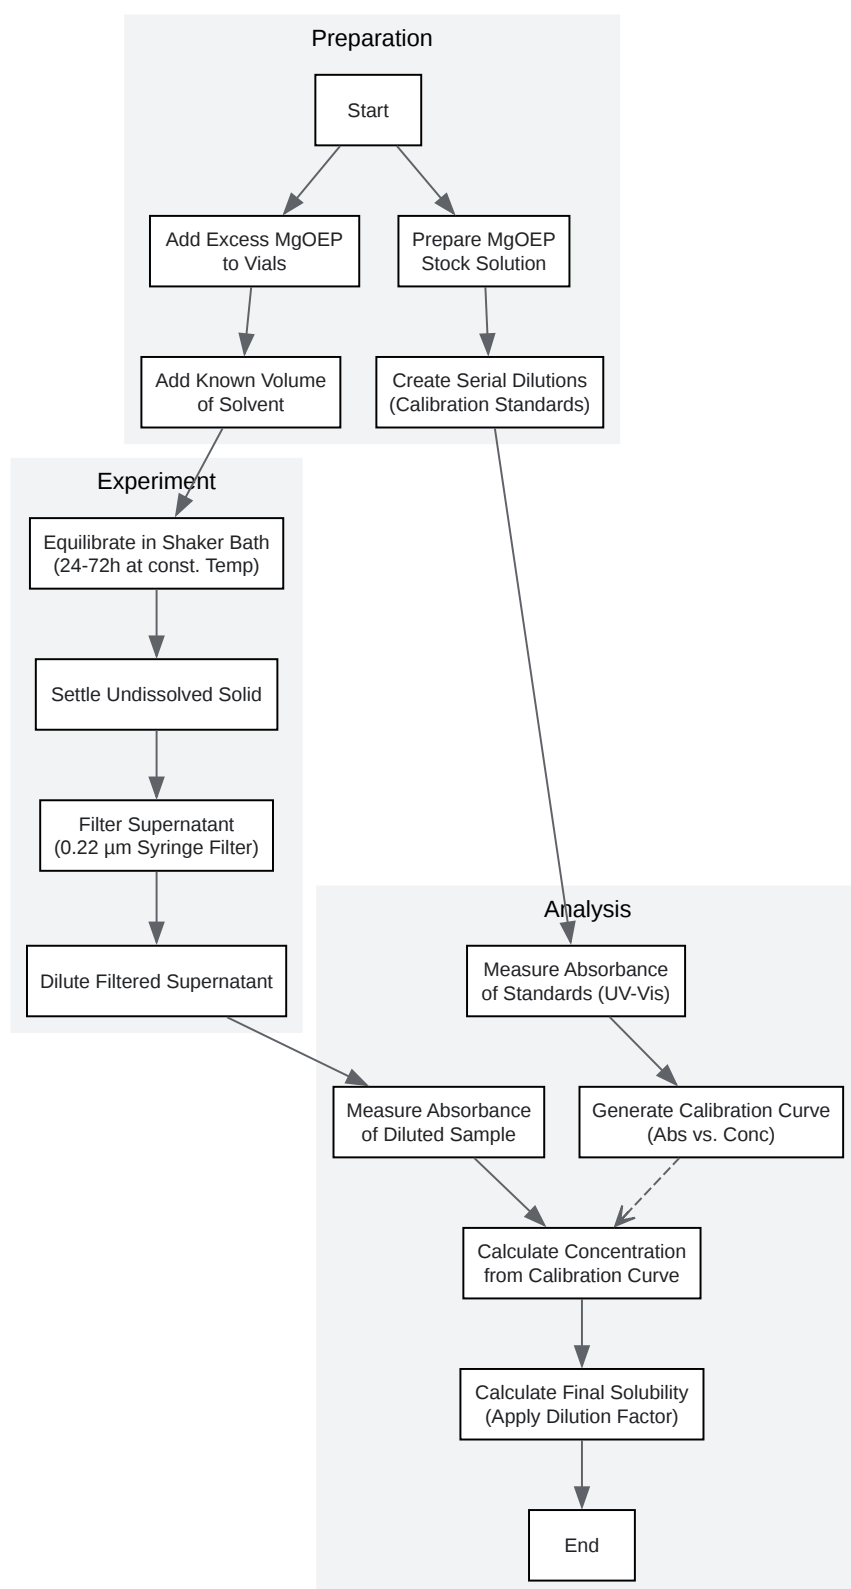 Preparation
Start
Add Excess MgOEP
to Vials
Prepare MgOEP
Stock Solution
Add Known Volume
of Solvent
Create Serial Dilutions
(Calibration Standards)
Experiment
Equilibrate in Shaker Bath
(24-72h at const. Temp)
Settle Undissolved Solid
Filter Supernatant
(0.22 µm Syringe Filter)
Dilute Filtered Supernatant
Analysis
Measure Absorbance
of Standards (UV-Vis)
Measure Absorbance
of Diluted Sample
Generate Calibration Curve
(Abs vs. Conc)
Calculate Concentration
from Calibration Curve
Calculate Final Solubility
(Apply Dilution Factor)
End